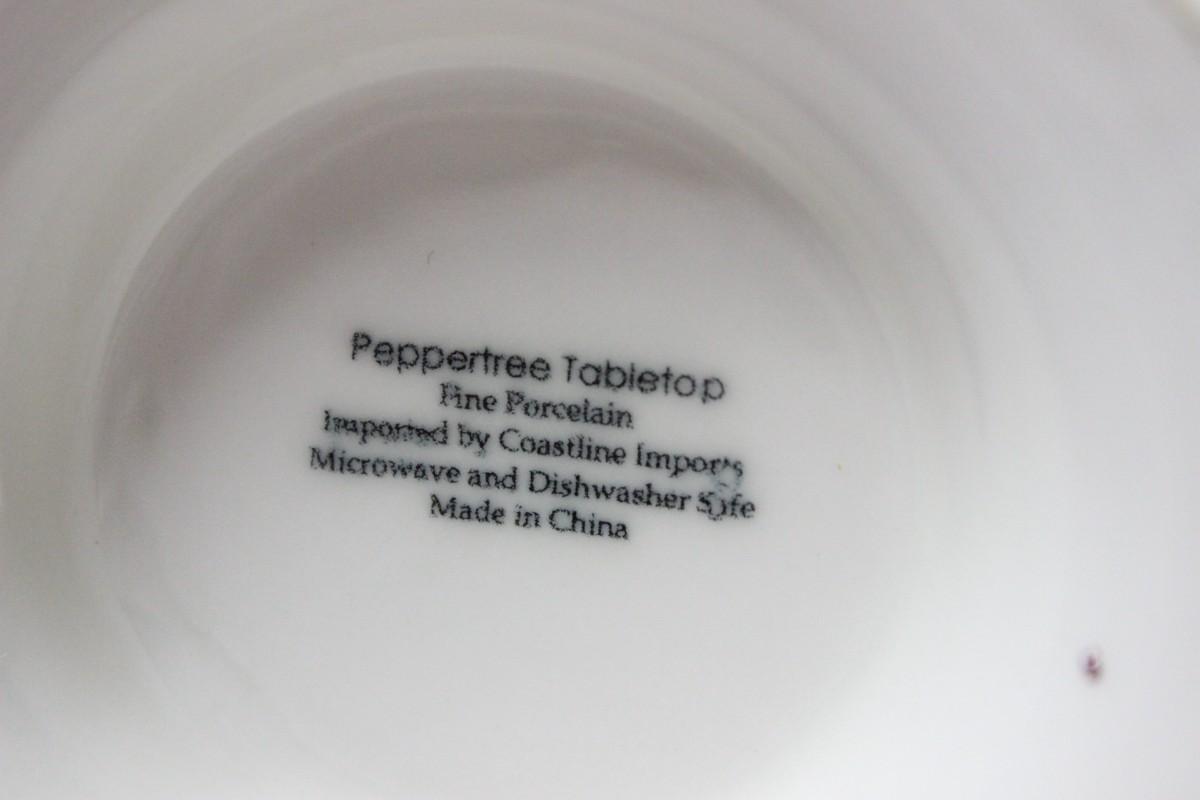 Peppertree Tabletop
Fine Porcelain
Imported by Coastline Imports
Microwave and Dishwasher Safe
Made in China